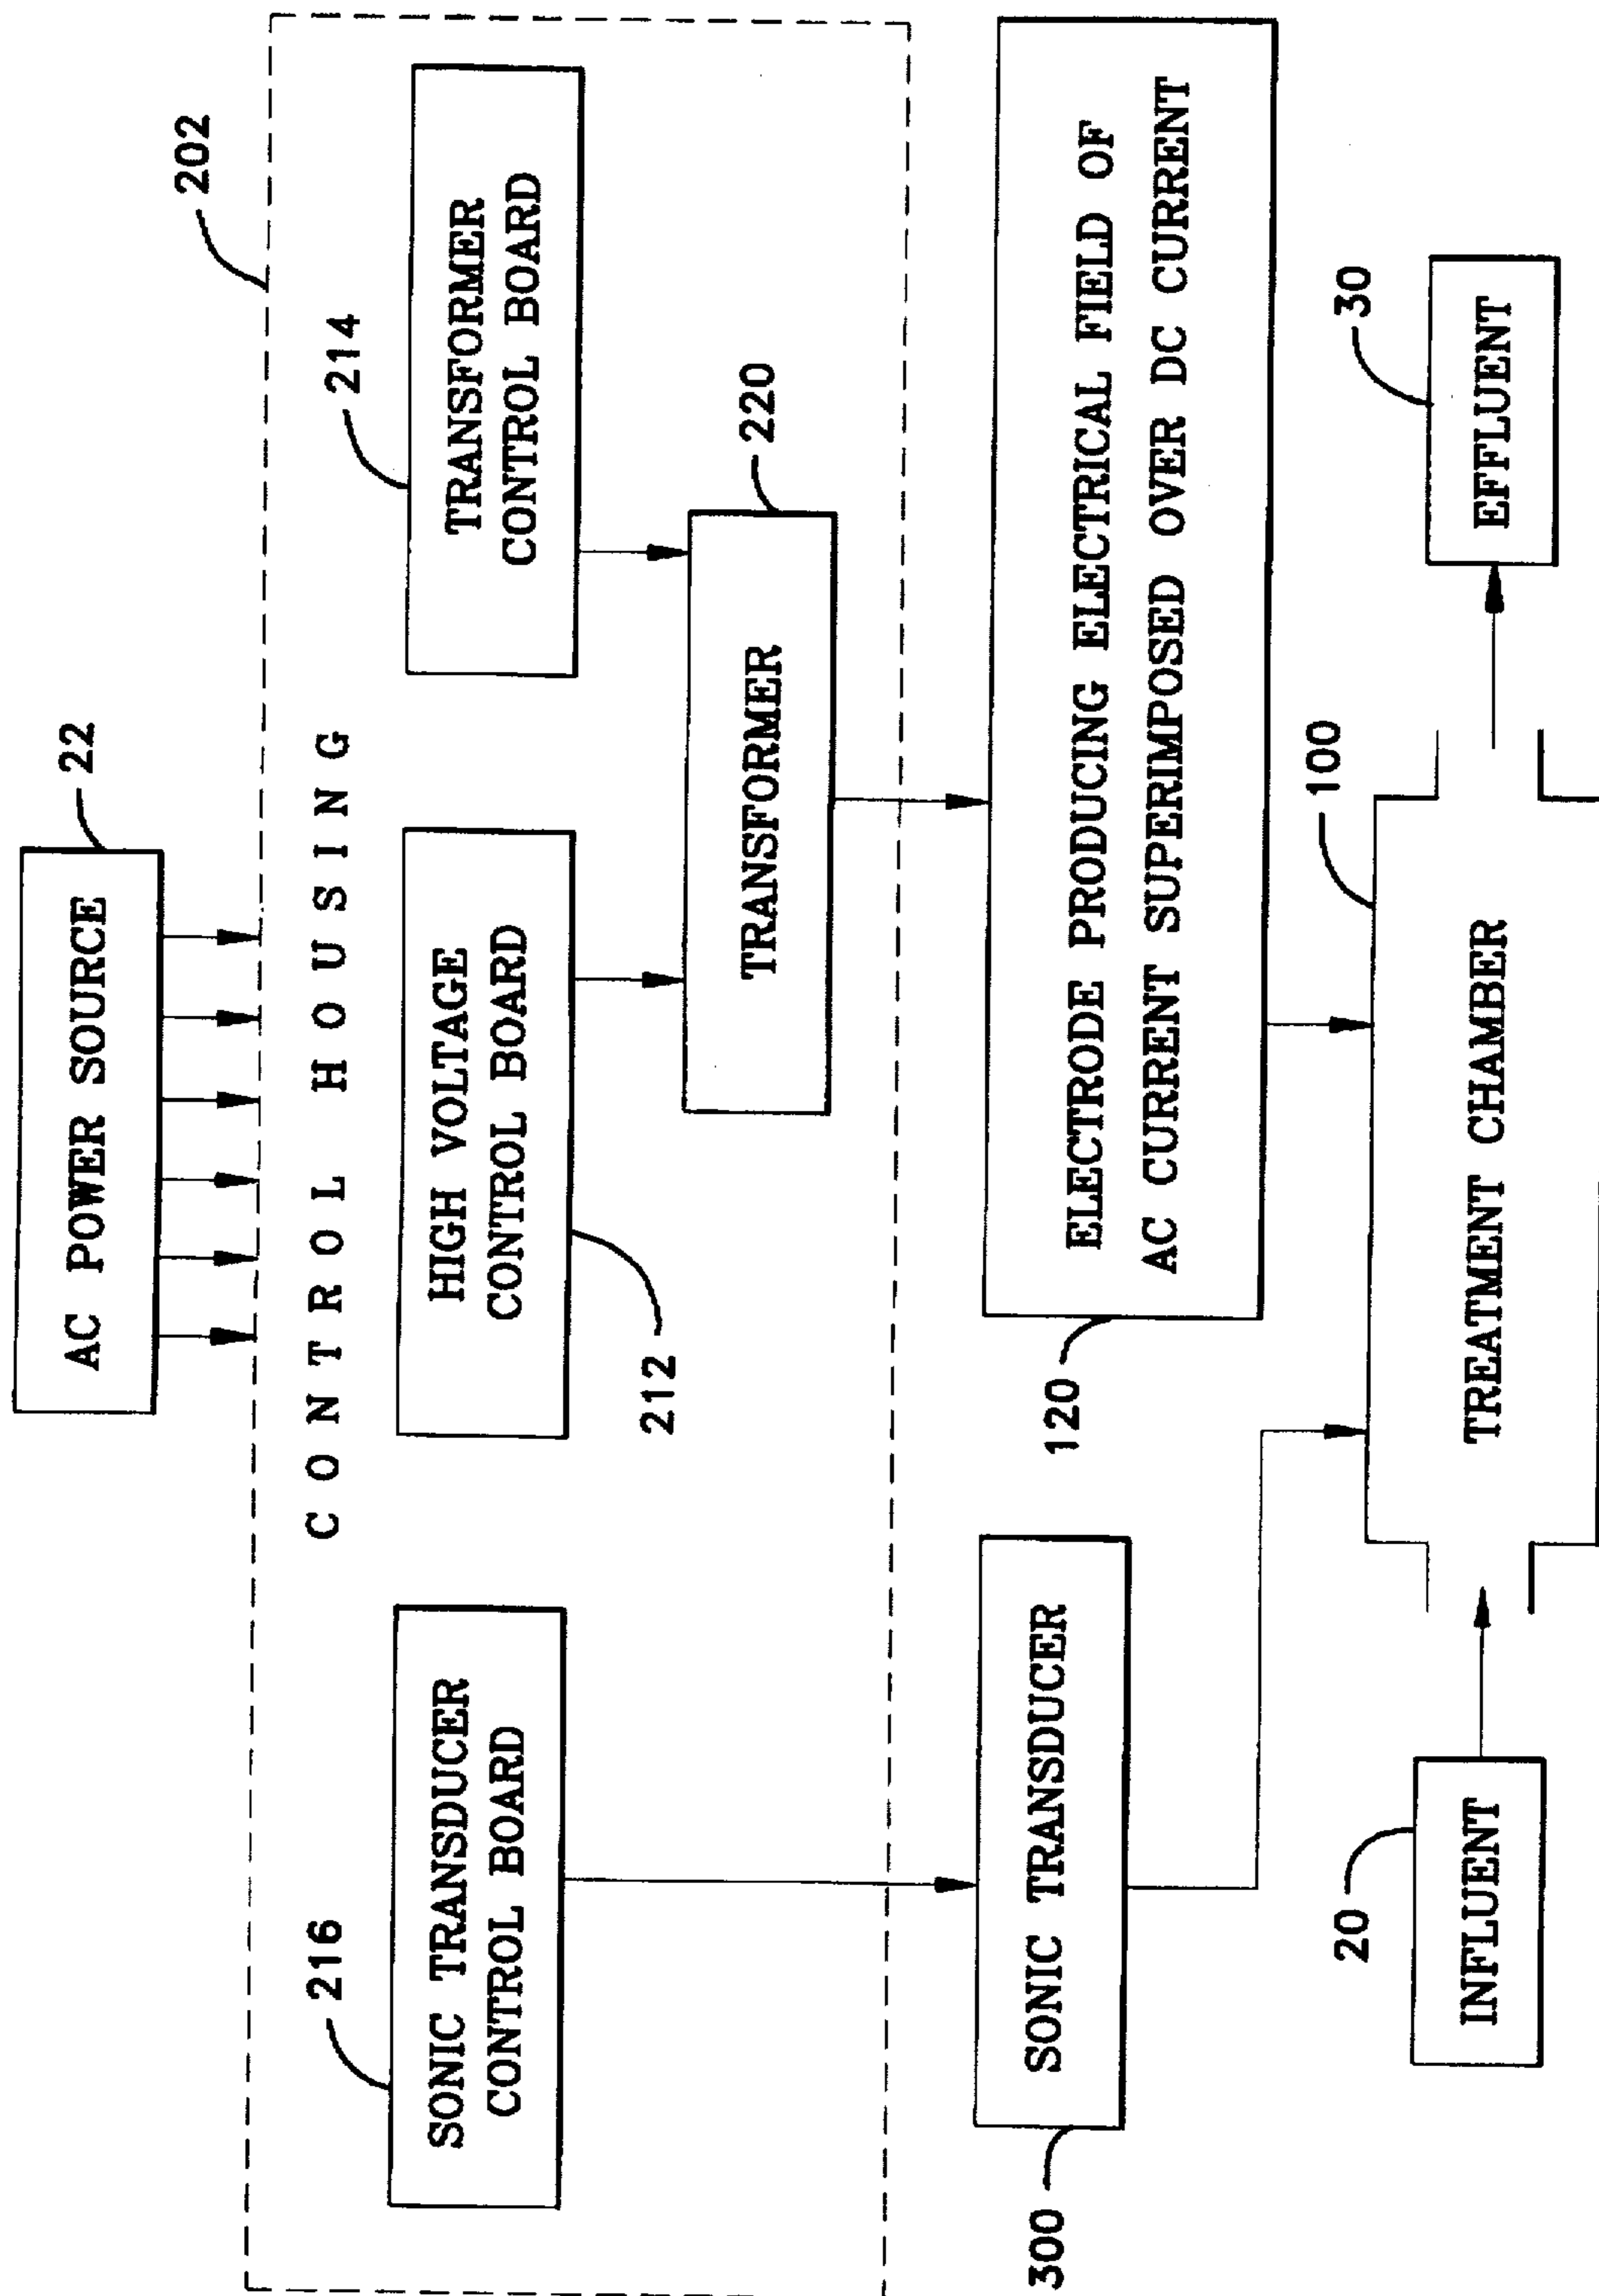 AC POWER SOURCE
22
202
CONTROL HOUSING
216
SONIC TRANSDUCER
CONTROL BOARD
HIGH VOLTAGE
CONTROL BOARD
212
214
TRANSFORMER
CONTROL BOARD
TRANSFORMER
220
300
SONIC TRANSDUCER
120
ELECTRODE PRODUCING ELECTRICAL FIELD OF
AC CURRENT SUPERIMPOSED OVER DC CURRENT
20
INFLUENT
100
TREATMENT CHAMBER
30
EFFLUENT